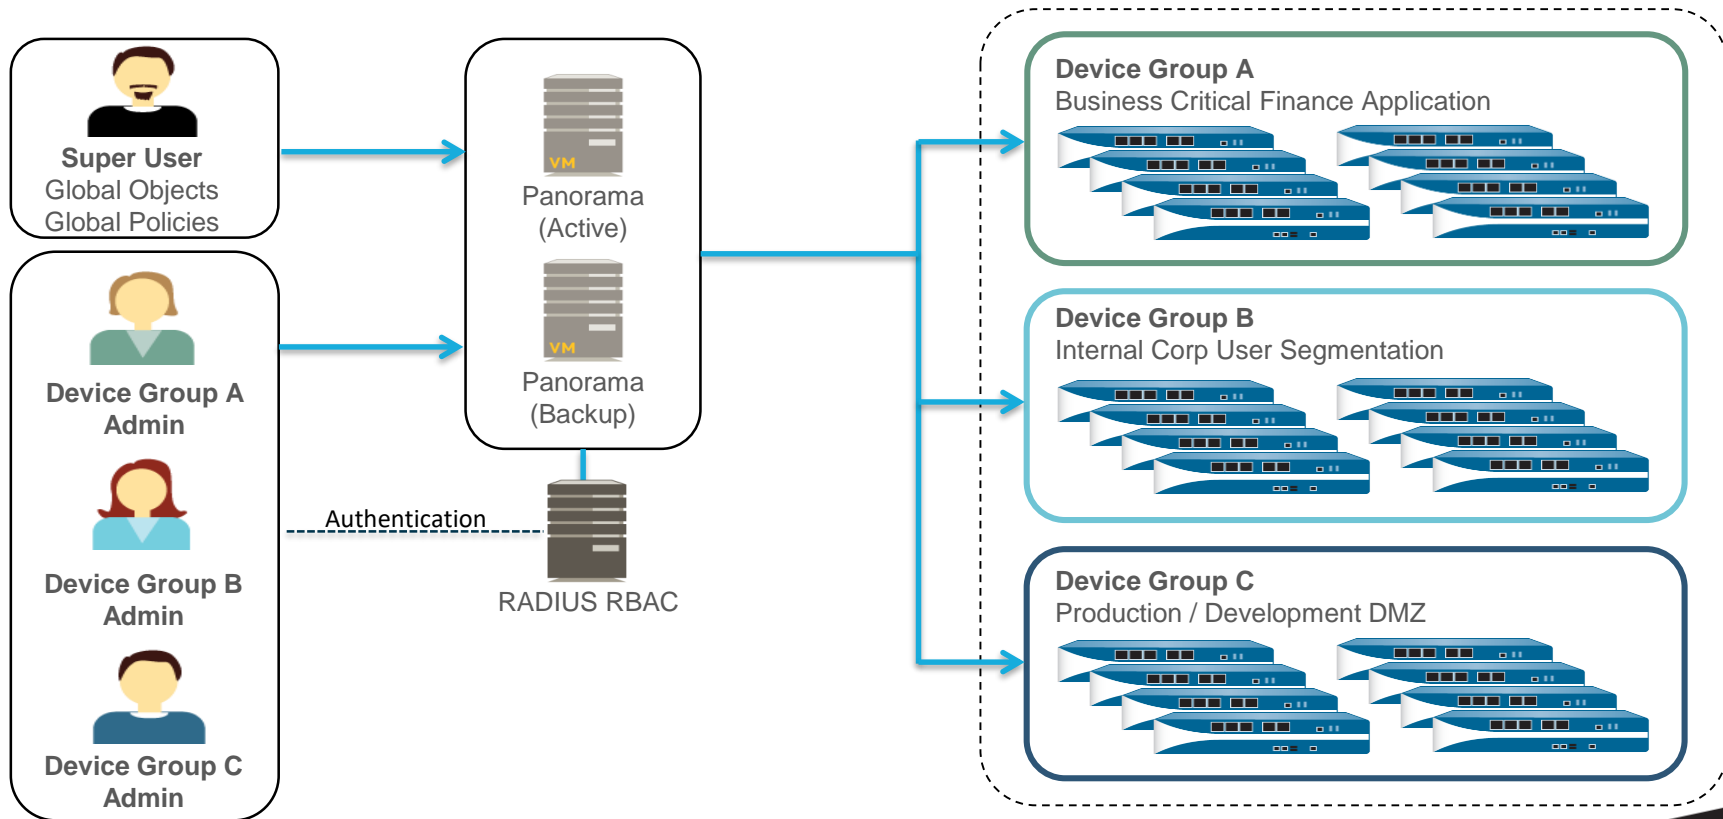 Super User
Global Objects
Global Policies
Device Group A
Admin
Device Group B
Admin
Device Group C
Admin
VM
Panorama
(Active)
VM
Panorama
(Backup)
Authentication
RADIUS RBAC
Device Group A
Business Critical Finance Application
Device Group B
Internal Corp User Segmentation
Device Group C
Production / Development DMZ